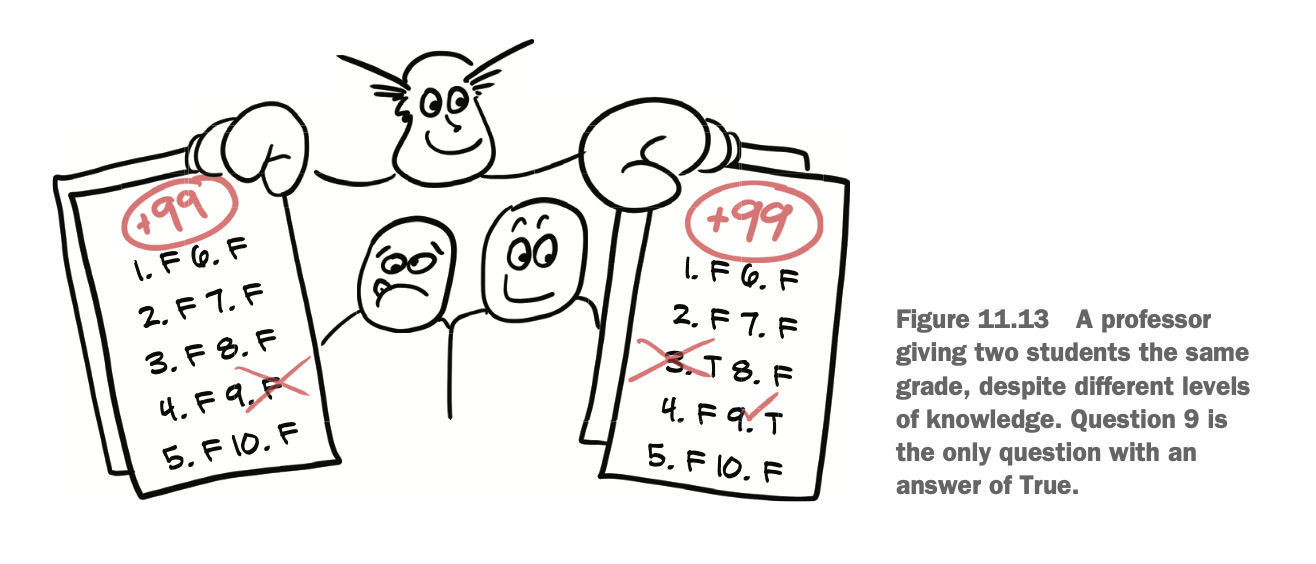 +99
1. F 6. F
2. F 7. F
3. F 8. F
4. F 9. F
5. F 10. F
+99
1. F 6. F
2. F 7. F
3. T 8. F
4. F 9. T
5. F 10. F
Figure 11.13 A professor
giving two students the same
grade, despite different levels
of knowledge. Question 9 is
the only question with an
answer of True.